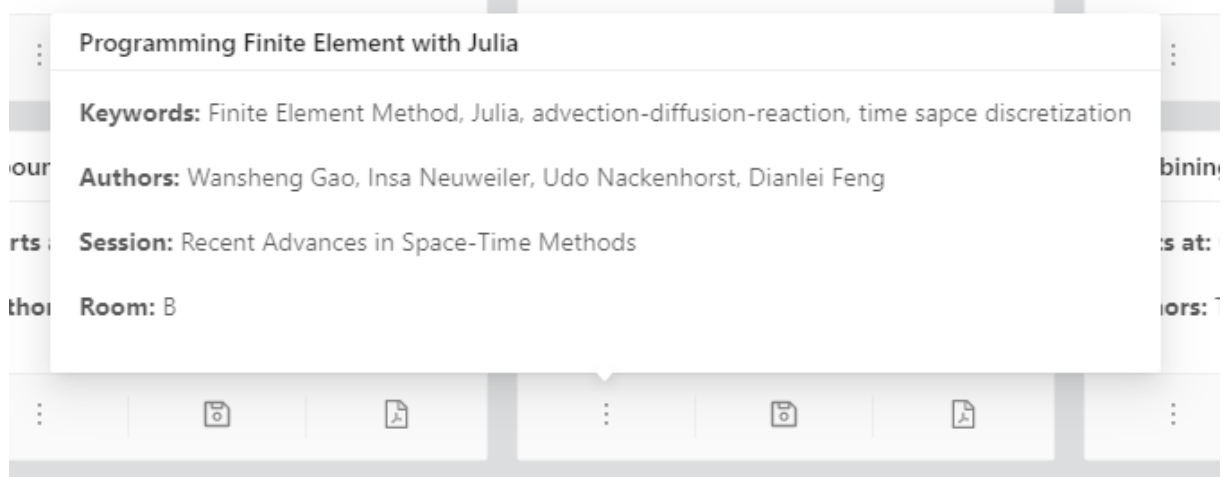 Programming Finite Element with Julia
Keywords: Finite Element Method, Julia, advection-diffusion-reaction, time sapce discretization
Authors: Wansheng Gao, Insa Neuweiler, Udo Nackenhorst, Dianlei Feng
Session: Recent Advances in Space-Time Methods
Room: B